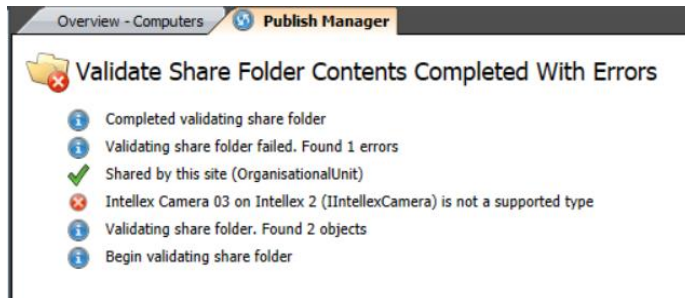 Overview - Computers
Publish Manager
Validate Share Folder Contents Completed With Errors
Completed validating share folder
Validating share folder failed. Found 1 errors
Shared by this site (OrganisationalUnit)
Intellex Camera 03 on Intellex 2 (IIntellexCamera) is not a supported type
Validating share folder. Found 2 objects
Begin validating share folder